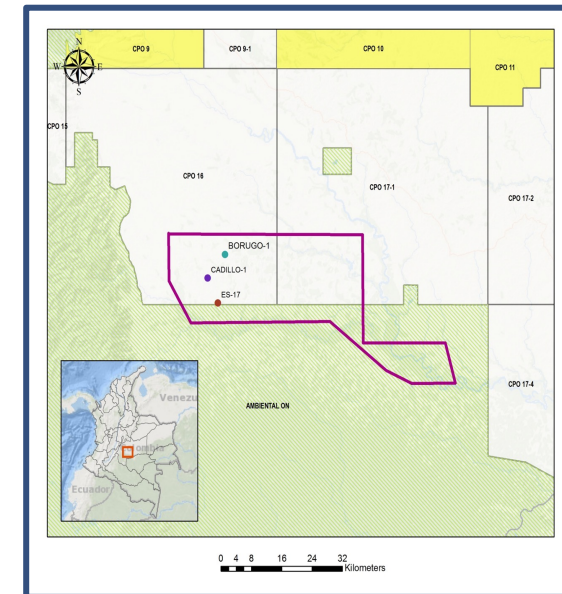 CPO 9
CPO 9-1
CPO 10
CPO 11
N
W
E
S
CPO 15
CPO 16
CPO 17-1
CPO 17-2
BORUGO-1
CADILLO-1
ES-17
CPO 17-4
AMBIENTAL ON
Venezu
ombia
Ecuador
0 4 8 16 24 32
Kilometers